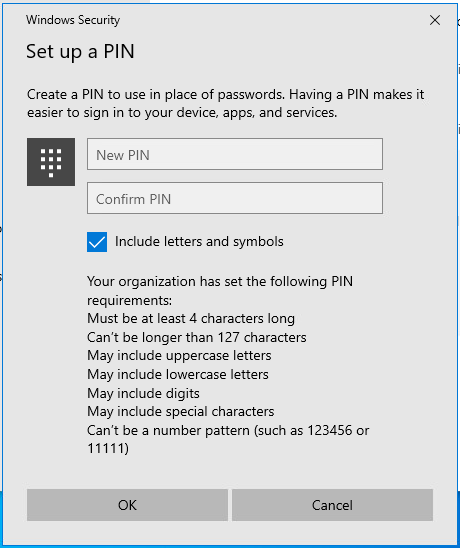 Windows Security
Set up a PIN
Create a PIN to use in place of passwords. Having a PIN makes it
easier to sign in to your device, apps, and services.
New PIN
Confirm PIN
Include letters and symbols
Your organization has set the following PIN
requirements:
Must be at least 4 characters long
Can't be longer than 127 characters
May include uppercase letters
May include lowercase letters
May include digits
May include special characters
Can't be a number pattern (such as 123456 or
11111)
OK
Cancel